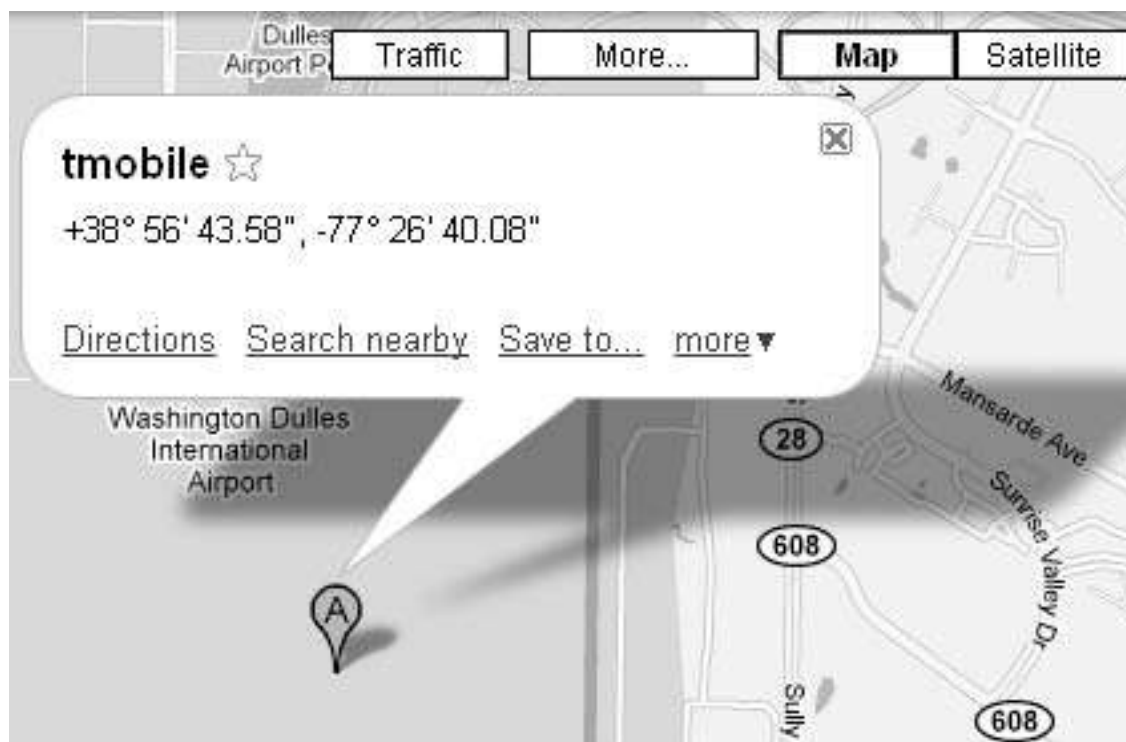 Dulles
Airport
Traffic
More...
Map
Satellite
tmobile
+38° 56' 43.58", -77° 26' 40.08"
Directions Search nearby Save to... more
Washington Dulles
International
Airport
A
28
Mansarde Ave
Sunrise Valley Dr
608
Sully
608